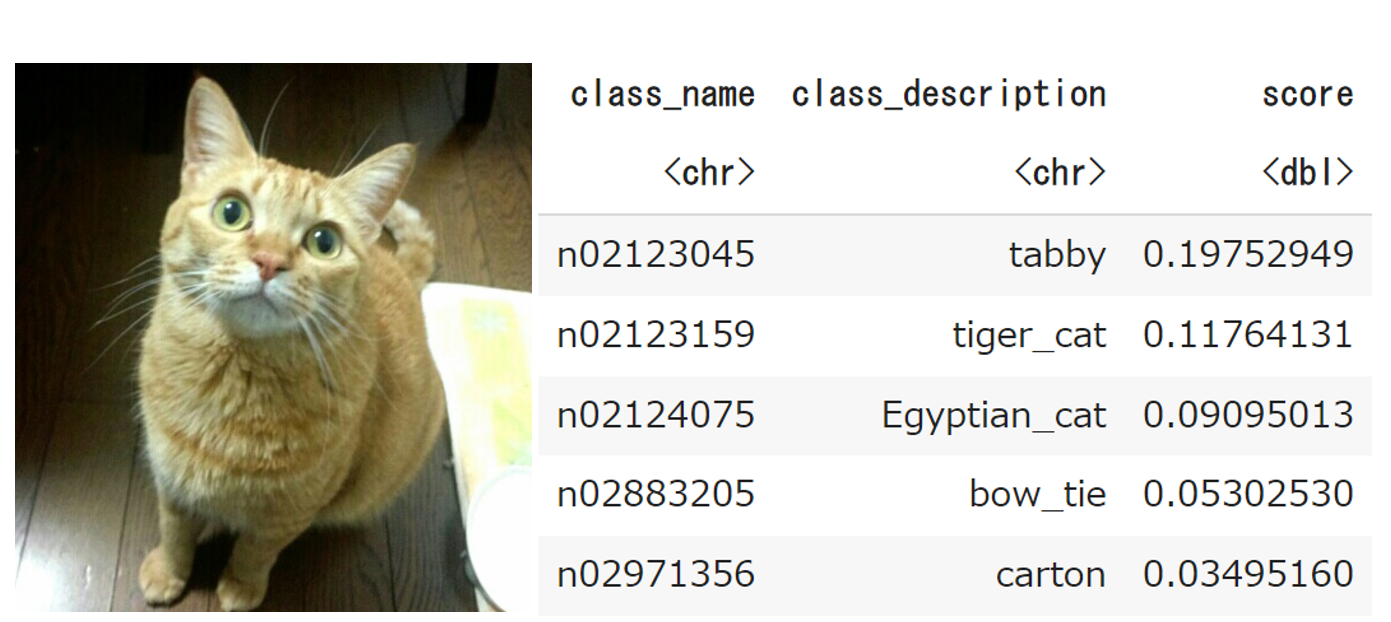 class_name class_description score
<chr> <chr> <dbl>
n02123045 tabby 0.19752949
n02123159 tiger_cat 0.11764131
n02124075 Egyptian_cat 0.09095013
n02883205 bow_tie 0.05302530
n02971356 carton 0.03495160